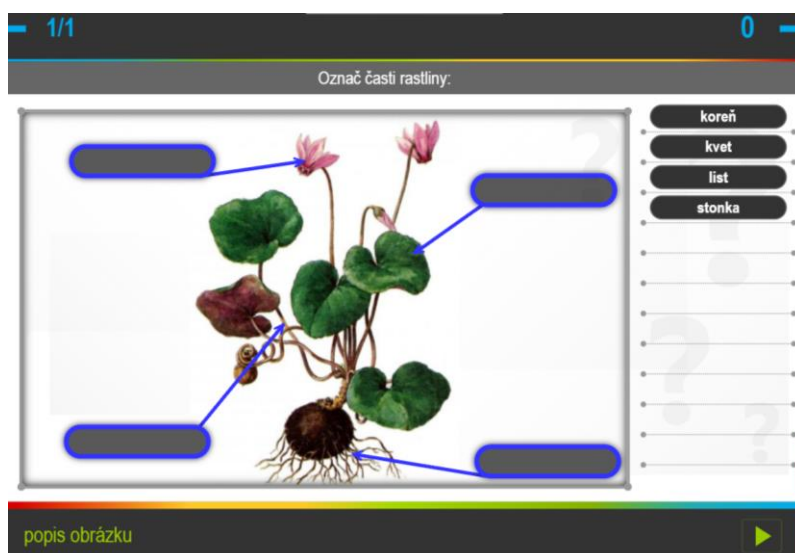 1/1
0
Označ časti rastliny:
koreň
kvet
list
stonka
popis obrázku